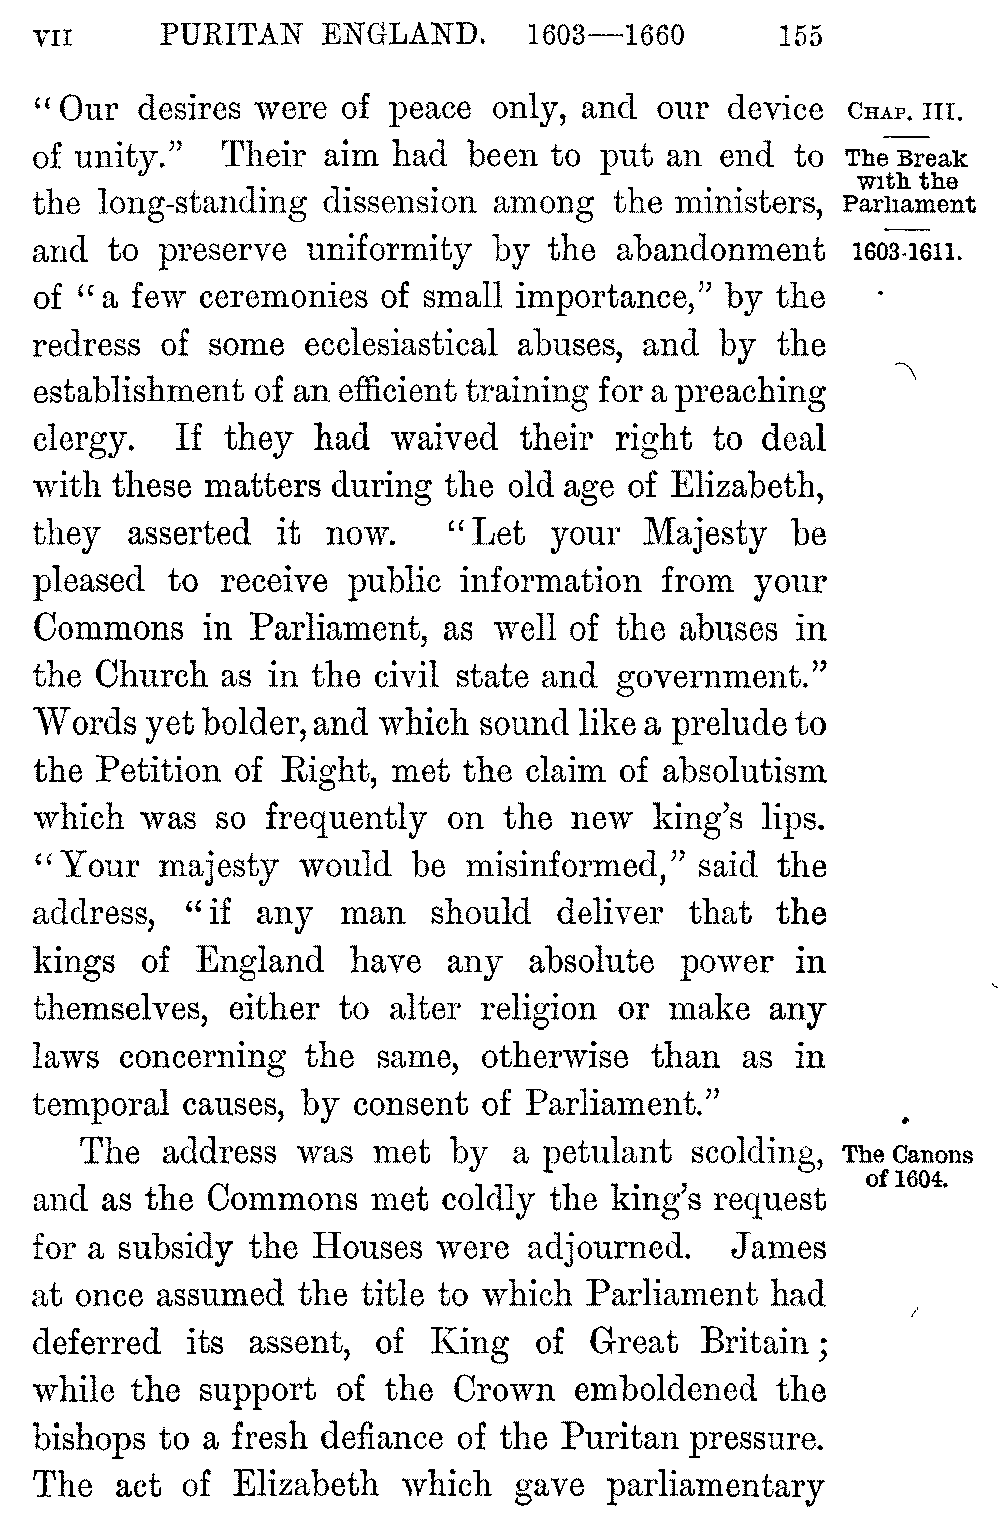 VII PURITAN ENGLAND. 1603—1660 155
"Our desires were of peace only, and our device
of unity." Their aim had been to put an end to
the long-standing dissension among the ministers,
and to preserve uniformity by the abandonment
of "a few ceremonies of small importance," by the
redress of some ecclesiastical abuses, and by the
establishment of an efficient training for a preaching
clergy. If they had waived their right to deal
with these matters during the old age of Elizabeth,
they asserted it now. "Let your Majesty be
pleased to receive public information from your
Commons in Parliament, as well of the abuses in
the Church as in the civil state and government."
Words yet bolder, and which sound like a prelude to
the Petition of Right, met the claim of absolutism
which was so frequently on the new king's lips.
"Your majesty would be misinformed," said the
address, "if any man should deliver that the
kings of England have any absolute power in
themselves, either to alter religion or make any
laws concerning the same, otherwise than as in
temporal causes, by consent of Parliament."
The address was met by a petulant scolding,
and as the Commons met coldly the king's request
for a subsidy the Houses were adjourned. James
at once assumed the title to which Parliament had
deferred its assent, of King of Great Britain;
while the support of the Crown emboldened the
bishops to a fresh defiance of the Puritan pressure.
The act of Elizabeth which gave parliamentary
CHAP. III.
The Break
with the
Parliament
1603-1611.
The Canons
of 1604.